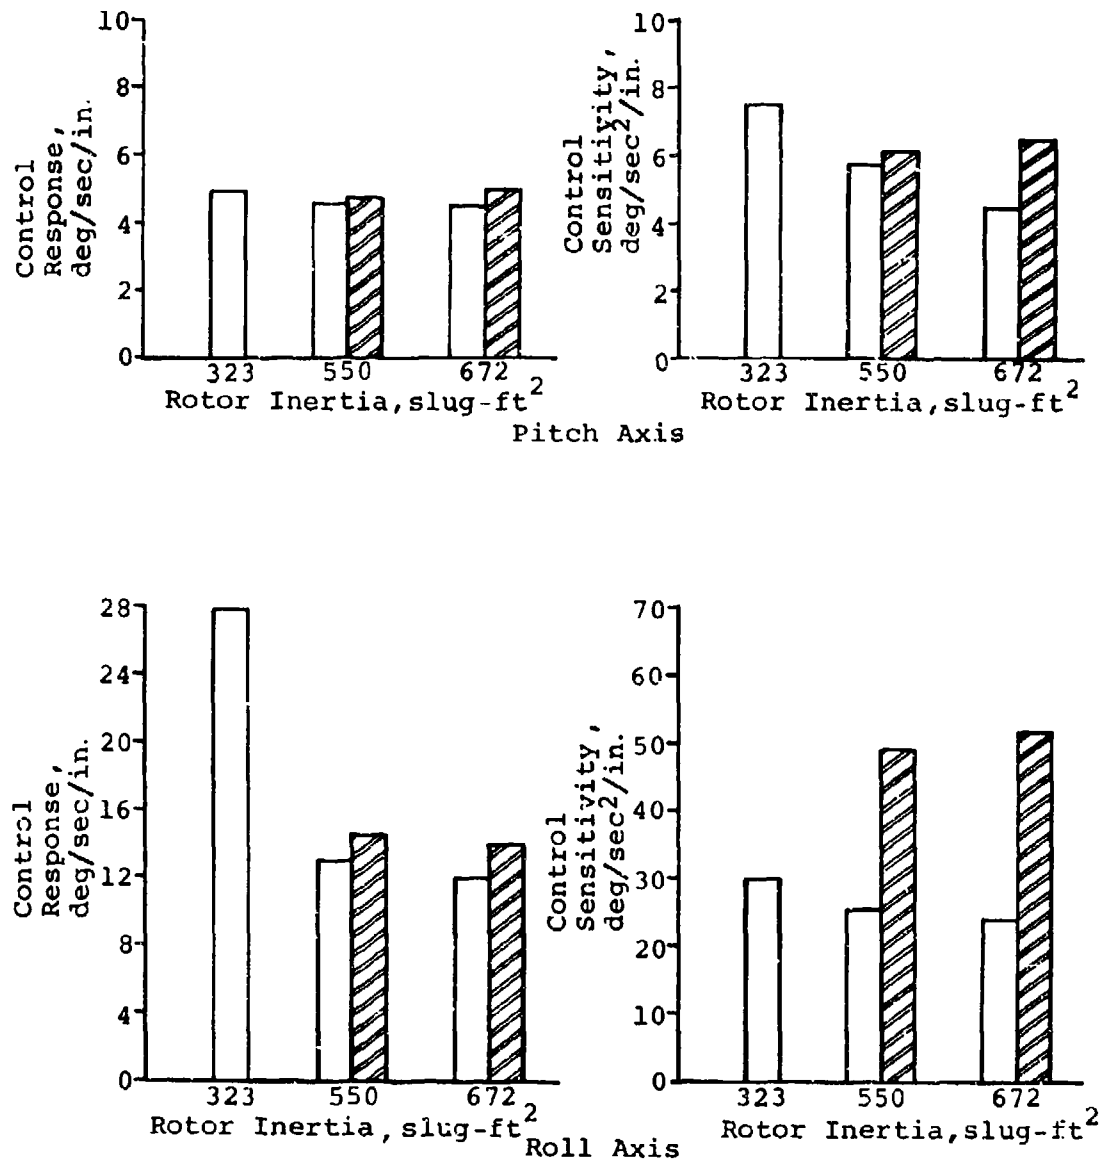 10
8
6
4
2
0
Control
Response,
deg/sec/in.
323 550 672
Rotor Inertia,slug-ft²
10
8
6
4
2
0
Control
Sensitivity,
deg/sec²/in.
323 550 672
Rotor Inertia,slug-ft²
Pitch Axis
28
24
20
16
12
8
4
0
Control
Response,
deg/sec/in.
323 550 672
Rotor Inertia,slug-ft²
70
60
50
40
30
20
10
0
Control
Sensitivity,
deg/sec²/in.
323 550 672
Rotor Inertia,slug-ft²
Roll Axis